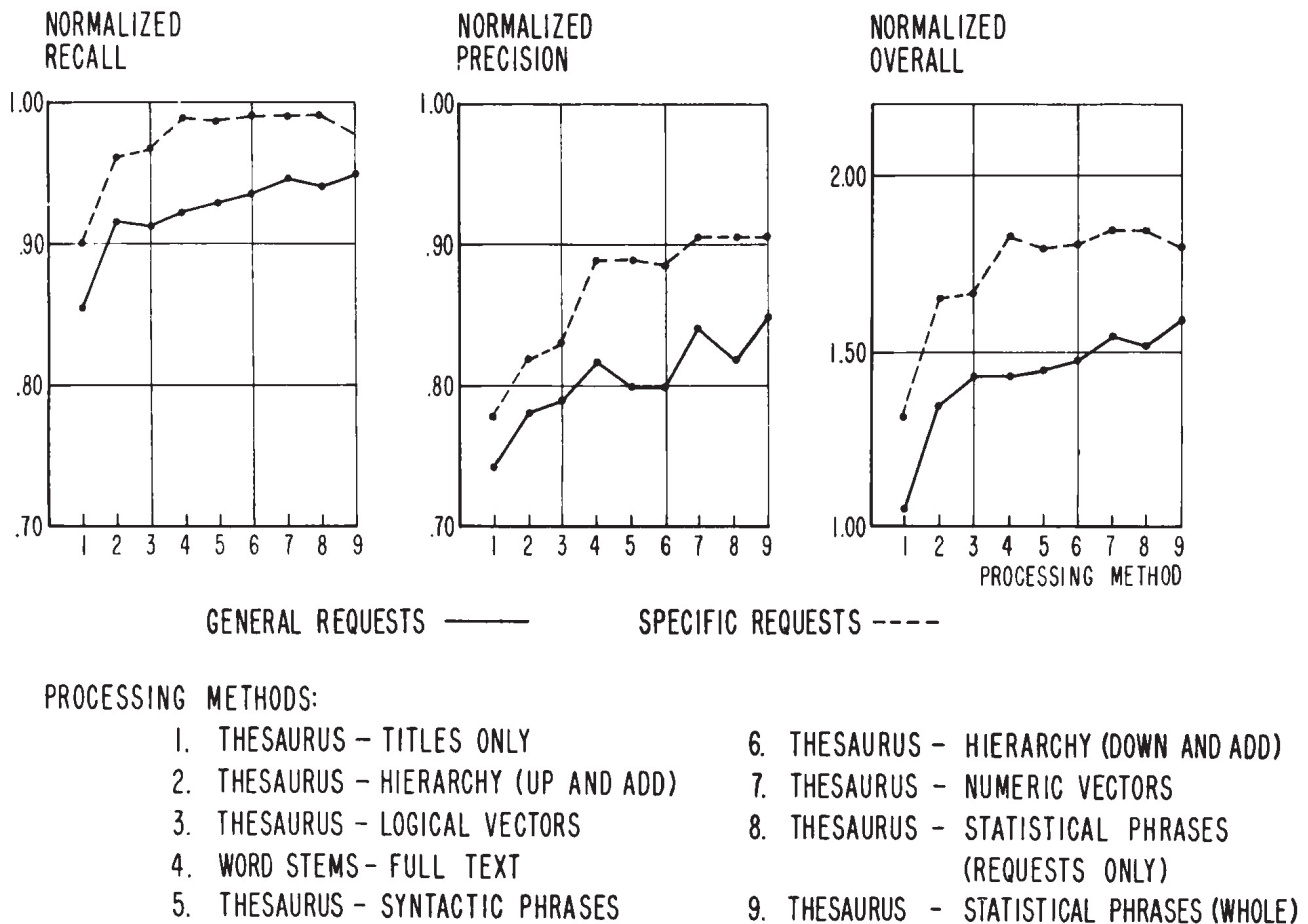 NORMALIZED
RECALL
1.00
.90
.80
.70
1 2 3 4 5 6 7 8 9
NORMALIZED
PRECISION
1.00
.90
.80
.70
1 2 3 4 5 6 7 8 9
NORMALIZED
OVERALL
2.00
1.50
1.00
1 2 3 4 5 6 7 8 9
PROCESSING METHOD
GENERAL REQUESTS
SPECIFIC REQUESTS
PROCESSING METHODS:
1. THESAURUS - TITLES ONLY
2. THESAURUS - HIERARCHY (UP AND ADD)
3. THESAURUS - LOGICAL VECTORS
4. WORD STEMS - FULL TEXT
5. THESAURUS - SYNTACTIC PHRASES
6. THESAURUS - HIERARCHY (DOWN AND ADD)
7. THESAURUS - NUMERIC VECTORS
8. THESAURUS - STATISTICAL PHRASES
(REQUESTS ONLY)
9. THESAURUS - STATISTICAL PHRASES (WHOLE)